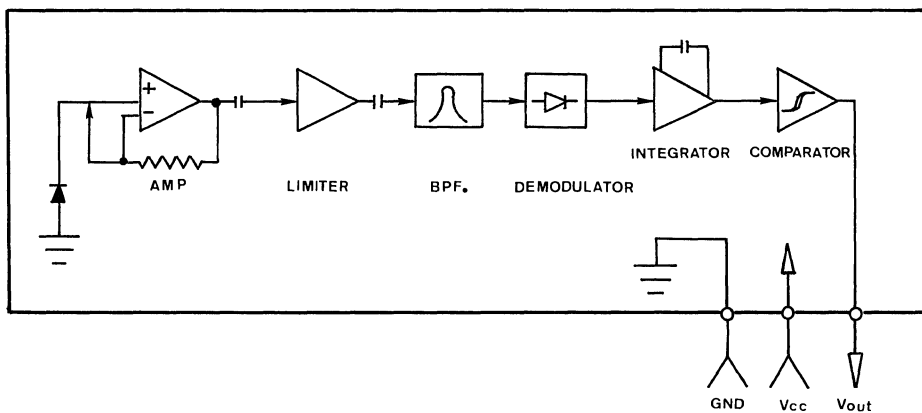 +
−
AMP
LIMITER
BPF.
DEMODULATOR
INTEGRATOR
COMPARATOR
GND
Vcc
Vout